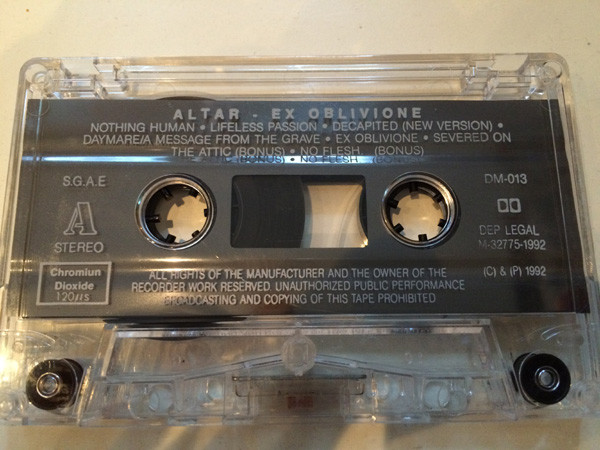 ALTAR - EX OBLIVIONE
NOTHING HUMAN • LIFELESS PASSION • DECAPITED (NEW VERSION) •
DAYMARE/A MESSAGE FROM THE GRAVE • EX OBLIVIONE • SEVERED ON
THE ATTIC (BONUS) • NO FLESH (BONUS)
S.G.A.E
DM-013
A
STEREO
DEP LEGAL
M-32775-1992
Chromiun
Dioxide
120µs
ALL RIGHTS OF THE MANUFACTURER AND THE OWNER OF THE
RECORDER WORK RESERVED. UNAUTHORIZED PUBLIC PERFORMANCE
BROADCASTING AND COPYING OF THIS TAPE PROHIBITED
(C) & (P) 1992